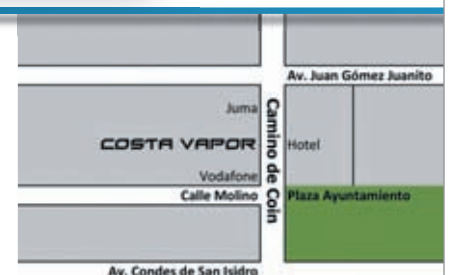 Av. Juan Gómez Juanito
Juma
COSTA VAPOR
Hotel
Vodafone
Camino de Coin
Calle Molino
Plaza Ayuntamiento
Av. Condes de San Isidro